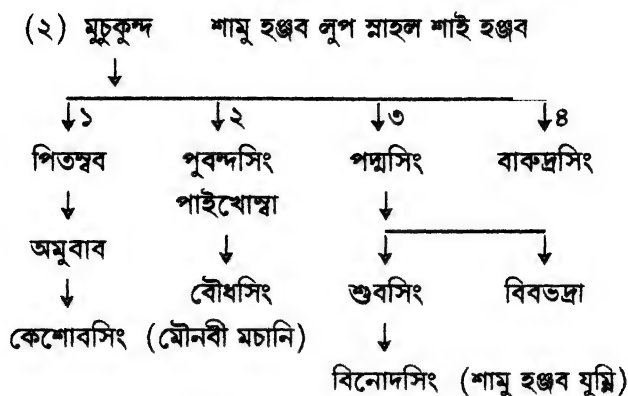 (২) মুচুকুন্দ শামু হঞ্জব লুপ স্নাহল শাই হঞ্জব
১ ২ ৩ ৪
পিতম্বব পুবন্দসিং পদ্মসিং বাকদ্রসিং
পাইখোম্বা
অমুবাব
বৌধসিং শুবসিং বিবভদ্রা
কেশোবসিং (মৌনবী মচানি)
বিনোদসিং (শামু হঞ্জব যুম্নি)